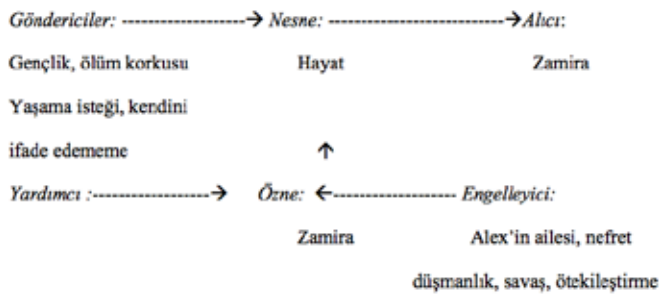 Göndericiler: --------------------→ Nesne: ----------------------------→Alıcı:
Gençlik, ölüm korkusu Hayat Zamira
Yaşama isteği, kendini
ifade edememe ↑
Yardımcı :-------------------→ Özne: ←-------------------- Engelleyici:
Zamira Alex'in ailesi, nefret
düşmanlık, savaş, ötekileştirme